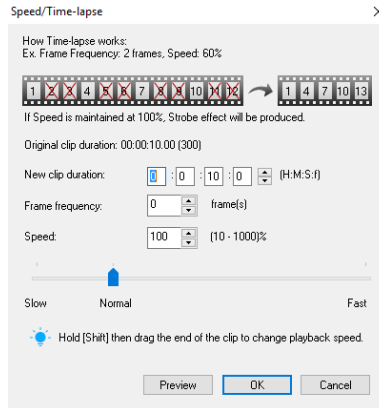 Speed/Time-lapse
How Time-lapse works:
Ex. Frame Frequency: 2 frames, Speed: 60%
1 2 3 4 5 6 7 8 9 10 11 12 1 4 7 10 13
If Speed is maintained at 100%, Strobe effect will be produced.
Original clip duration: 00:00:10.00 (300)
New clip duration: 0 : 0 : 10 : 0 (H:M:S:f)
Frame frequency: 0 frame(s)
Speed: 100 (10 - 1000)%
Slow Normal Fast
Hold [Shift] then drag the end of the clip to change playback speed.
Preview OK Cancel